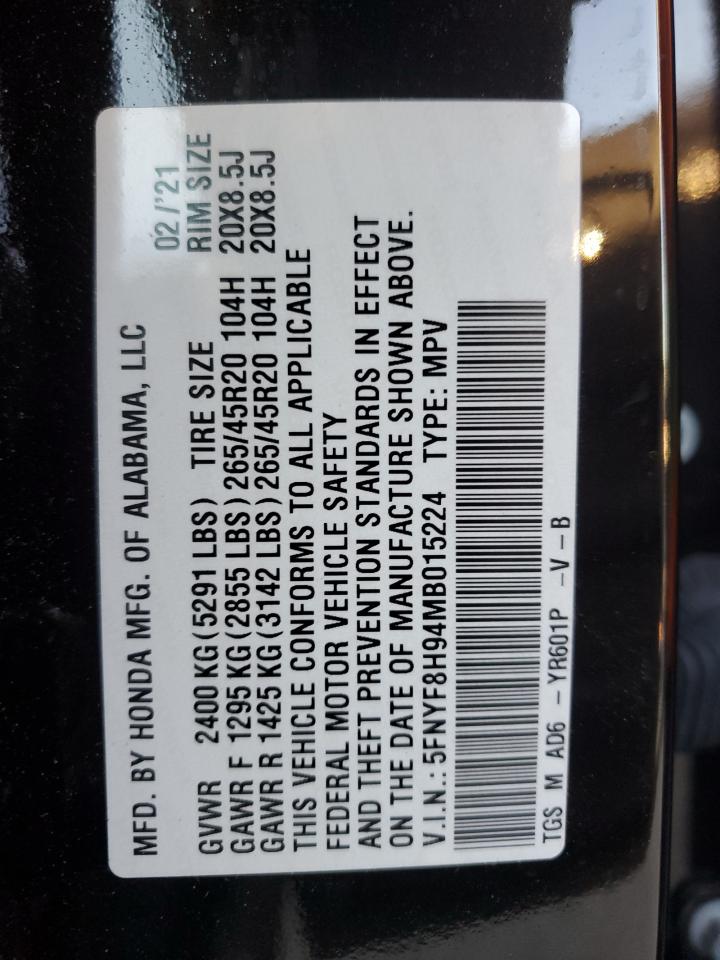 MFD. BY HONDA MFG. OF ALABAMA, LLC
02/'21
GVWR 2400 KG(5291 LBS) TIRE SIZE RIM SIZE
GAWR F 1295 KG(2855 LBS)265/45R20 104H 20X8.5J
GAWR R 1425 KG(3142 LBS)265/45R20 104H 20X8.5J
THIS VEHICLE CONFORMS TO ALL APPLICABLE
FEDERAL MOTOR VEHICLE SAFETY
AND THEFT PREVENTION STANDARDS IN EFFECT
ON THE DATE OF MANUFACTURE SHOWN ABOVE.
V.I.N.: 5FNYF8H94MB015224 TYPE: MPV
TGS M AD6 - YR601P -V-B